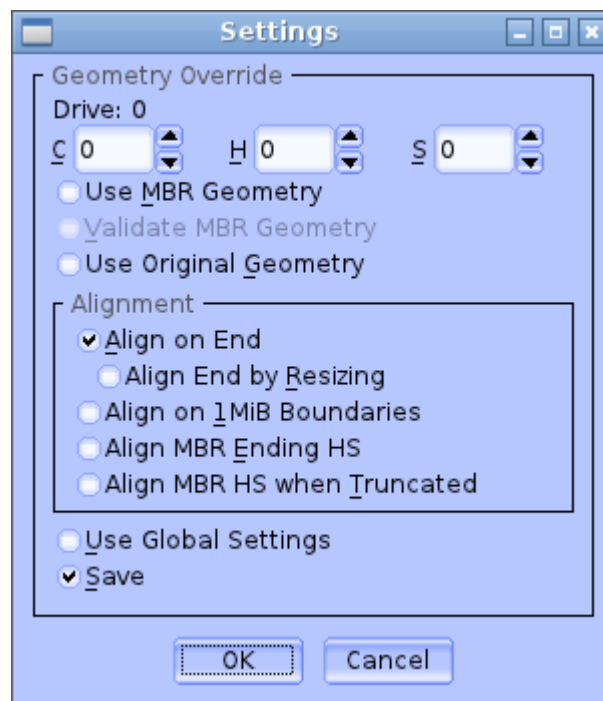 Settings
Geometry Override
Drive: 0
C 0 H 0 S 0
Use MBR Geometry
Validate MBR Geometry
Use Original Geometry
Alignment
Align on End
Align End by Resizing
Align on 1MiB Boundaries
Align MBR Ending HS
Align MBR HS when Truncated
Use Global Settings
Save
OK Cancel